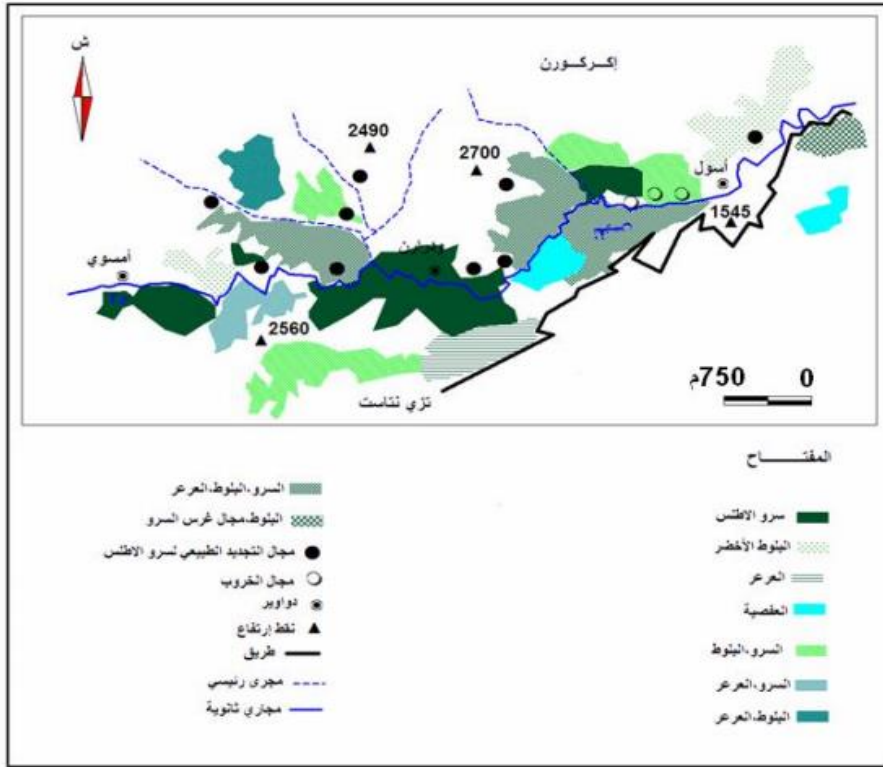 ش
إكـركـورن
2490
2700
أسول
1545
ودوارن
أمسوي
2560
تزي نتاست
750م
0
المفتـــــاح
سرو الاطلس
البلوط الأخضر
العرعر
العفصية
السرو،البلوط
السرو،العرعر
البلوط،العرعر
السرو،البلوط،العرعر
البلوط،مجال غرس السرو
مجال التجديد الطبيعي لسرو الاطلس
مجال الخروب
دواوير
نقط إرتفاع
طريق
مجرى رئيسي
مجاري ثانوية